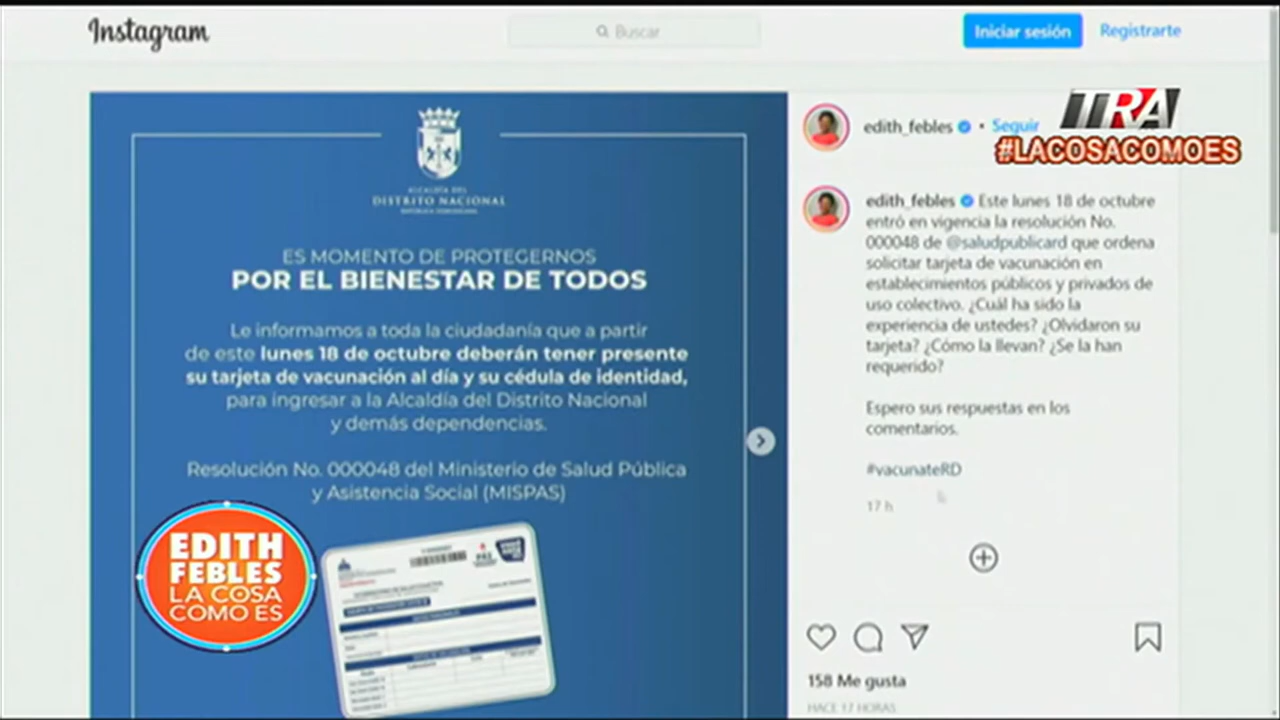 Instagram
Buscar
Iniciar sesión
Registrarte
TRA
#LACOSACOMOES
ALCALDÍA DEL
DISTRITO NACIONAL
REPÚBLICA DOMINICANA
ES MOMENTO DE PROTEGERNOS
POR EL BIENESTAR DE TODOS
Le informamos a toda la ciudadanía que a partir
de este lunes 18 de octubre deberán tener presente
su tarjeta de vacunación al día y su cédula de identidad,
para ingresar a la Alcaldía del Distrito Nacional
y demás dependencias.
Resolución No. 000048 del Ministerio de Salud Pública
y Asistencia Social (MISPAS)
EDITH
FEBLES
LA COSA
COMO ES
edith_febles • Seguir
edith_febles Este lunes 18 de octubre
entró en vigencia la resolución No.
000048 de @saludpublicard que ordena
solicitar tarjeta de vacunación en
establecimientos públicos y privados de
uso colectivo. ¿Cuál ha sido la
experiencia de ustedes? ¿Olvidaron su
tarjeta? ¿Cómo la llevan? ¿Se la han
requerido?
Espero sus respuestas en los
comentarios.
#vacunateRD
17 h
158 Me gusta
HACE 17 HORAS